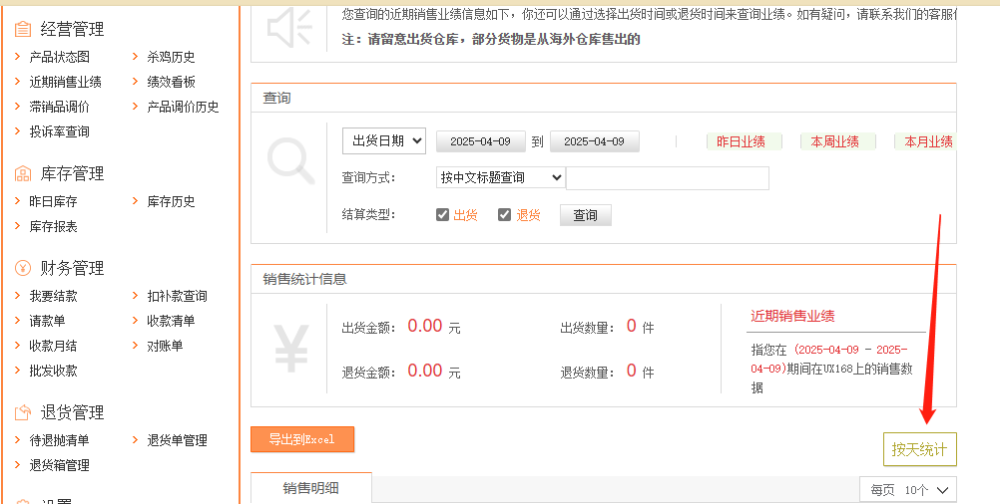 经营管理
产品状态图 杀鸡历史
近期销售业绩 绩效看板
滞销品调价 产品调价历史
投诉率查询
库存管理
昨日库存 库存历史
库存报表
财务管理
我要结款 扣补款查询
请款单 收款清单
收款月结 对账单
批发收款
退货管理
待退抛清单 退货单管理
退货箱管理
您查询的近期销售业绩信息如下，你还可以通过选择出货时间或退货时间来查询业绩。如有疑问，请联系我们的客服
注：请留意出货仓库，部分货物是从海外仓库售出的
查询
出货日期 2025-04-09 到 2025-04-09 昨日业绩 本周业绩 本月业绩
查询方式： 按中文标题查询
结算类型： 出货 退货 查询
销售统计信息
出货金额： 0.00 元 出货数量： 0 件
退货金额： 0.00 元 退货数量： 0 件
近期销售业绩
指您在 (2025-04-09 - 2025-
04-09)期间在UX168上的销售数
据
导出到Excel 按天统计
销售明细 每页 10个